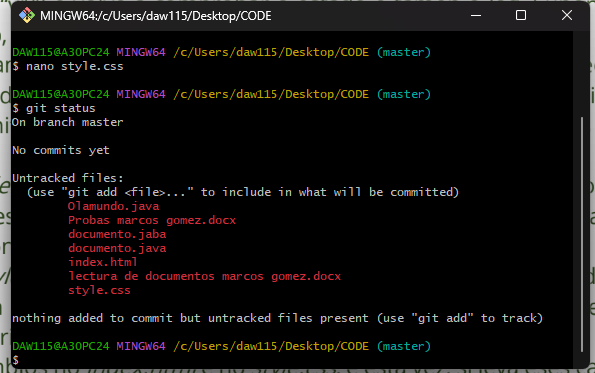 MINGW64:/c/Users/daw115/Desktop/CODE
DAW115@A3OPC24 MINGW64 /c/Users/daw115/Desktop/CODE (master)
$ nano style.css
DAW115@A3OPC24 MINGW64 /c/Users/daw115/Desktop/CODE (master)
$ git status
On branch master
No commits yet
Untracked files:
(use "git add <file>..." to include in what will be committed)
Olamundo.java
Probas marcos gomez.docx
documento.jaba
documento.java
index.html
lectura de documentos marcos gomez.docx
style.css
nothing added to commit but untracked files present (use "git add" to track)
DAW115@A3OPC24 MINGW64 /c/Users/daw115/Desktop/CODE (master)
$